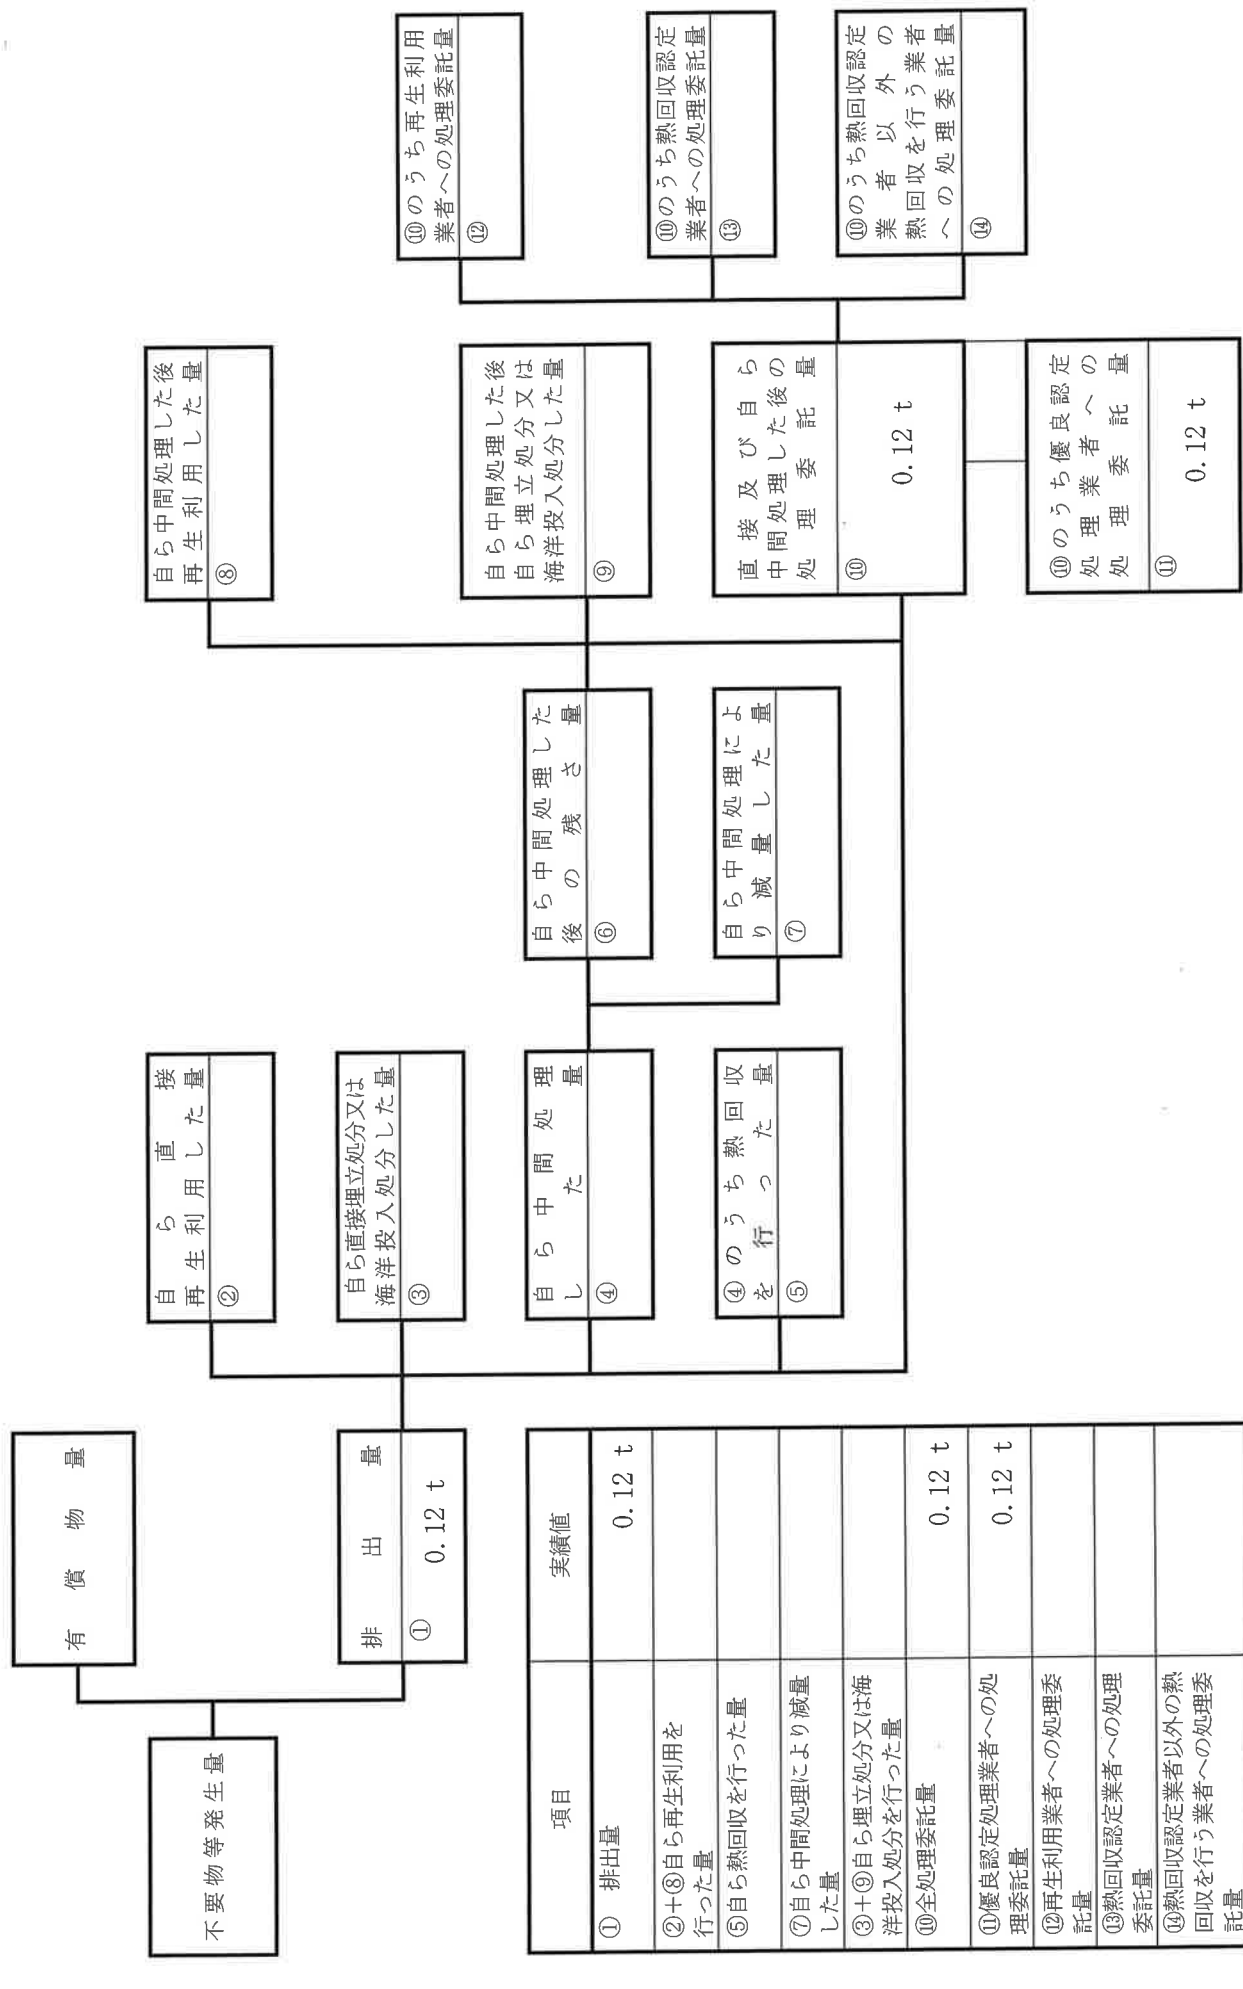 不要物等発生量
有償物量
排出量
①
0.12 t
自ら直接
再生利用した量
②
自ら直接埋立処分又は
海洋投入処分した量
③
自ら中間処理
した量
④
④のうち熱回収
を行った量
⑤
自ら中間処理した
後の残さ量
⑥
自ら中間処理によ
り減量した量
⑦
自ら中間処理した後
再生利用した量
⑧
自ら中間処理した後
自ら埋立処分又は
海洋投入処分した量
⑨
直接及び自ら
中間処理した後の
処理委託量
⑩
0.12 t
⑩のうち優良認定
処理業者への
処理委託量
⑪
0.12 t
⑩のうち再生利用
業者への処理委託量
⑫
⑩のうち熱回収認定
業者への処理委託量
⑬
⑩のうち熱回収認定
業者以外の
熱回収を行う業者
への処理委託量
⑭
項目 実績値
① 排出量 0.12 t
②+⑧自ら再生利用を
行った量
⑤自ら熱回収を行った量
⑦自ら中間処理により減量
した量
③+⑨自ら埋立処分又は海
洋投入処分を行った量
⑩全処理委託量 0.12 t
⑪優良認定処理業者への処
理委託量 0.12 t
⑫再生利用業者への処理委
託量
⑬熱回収認定業者への処理
委託量
⑭熱回収認定業者以外の熱
回収を行う業者への処理委
託量